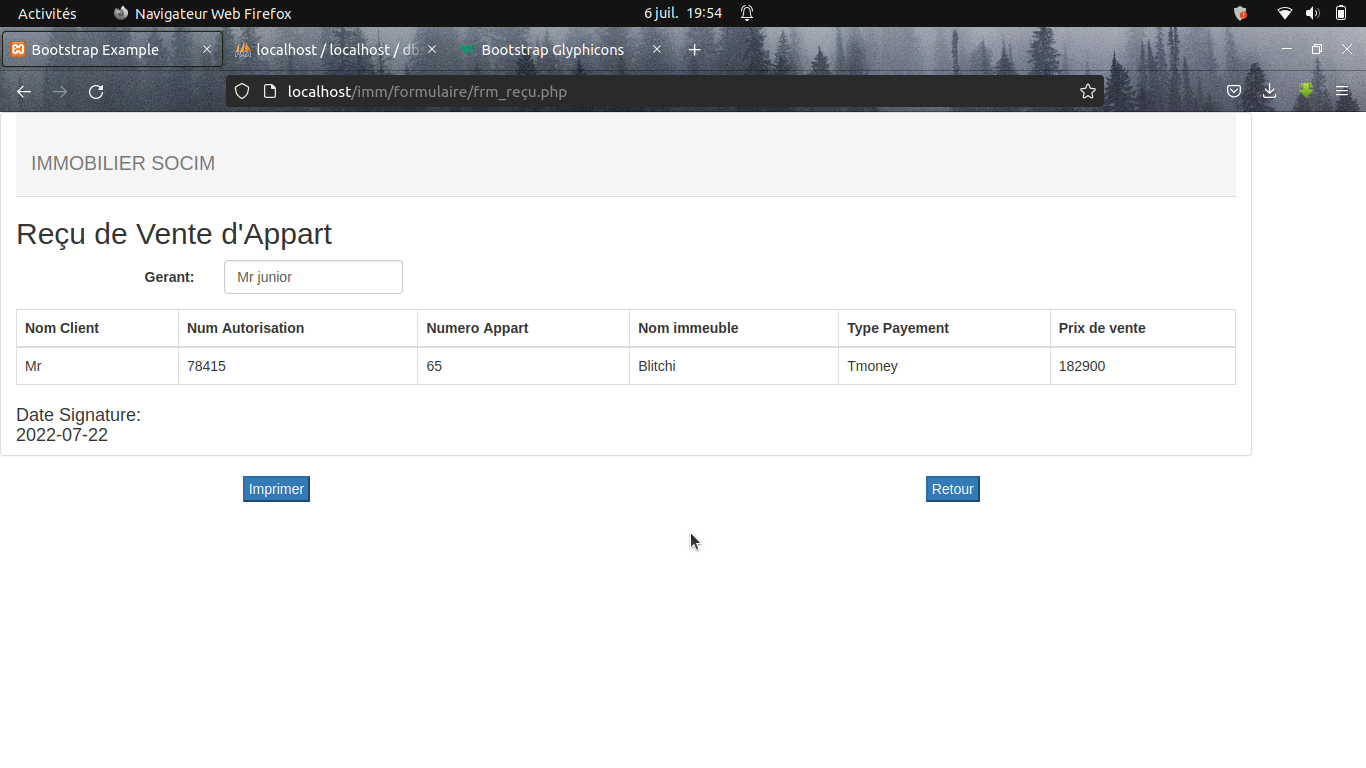 Activités Navigateur Web Firefox 6 juil. 19:54
Bootstrap Example localhost / localhost / db Bootstrap Glyphicons
localhost/imm/formulaire/frm_reçu.php
IMMOBILIER SOCIM
Reçu de Vente d'Appart
Gerant: Mr junior
Nom Client Num Autorisation Numero Appart Nom immeuble Type Payement Prix de vente
Mr 78415 65 Blitchi Tmoney 182900
Date Signature:
2022-07-22
Imprimer Retour